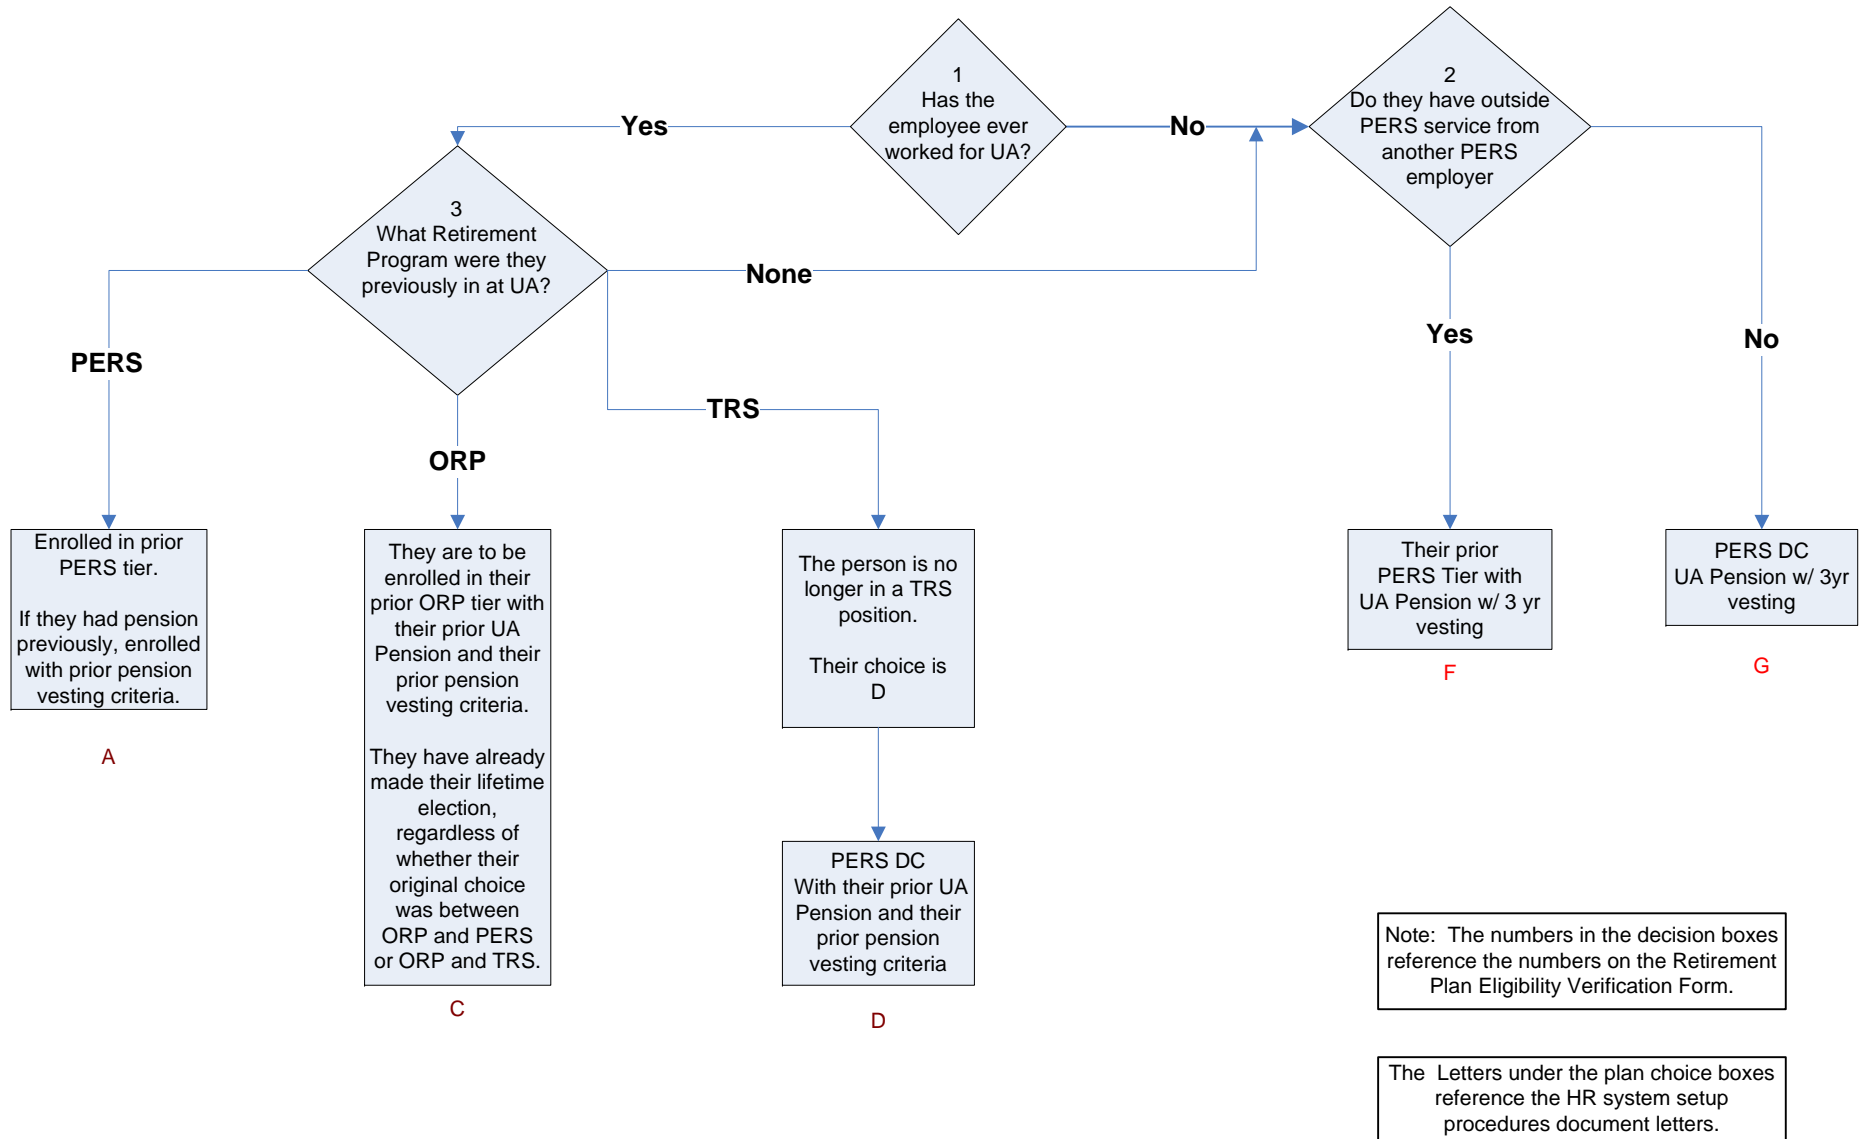 1
Has the
employee ever
worked for UA?
Yes
No
2
Do they have outside
PERS service from
another PERS
employer
3
What Retirement
Program were they
previously in at UA?
None
PERS
ORP
TRS
Yes
No
Enrolled in prior
PERS tier.
If they had pension
previously, enrolled
with prior pension
vesting criteria.
A
They are to be
enrolled in their
prior ORP tier with
their prior UA
Pension and their
prior pension
vesting criteria.
They have already
made their lifetime
election,
regardless of
whether their
original choice
was between
ORP and PERS
or ORP and TRS.
C
The person is no
longer in a TRS
position.
Their choice is
D
PERS DC
With their prior UA
Pension and their
prior pension
vesting criteria
D
Their prior
PERS Tier with
UA Pension w/ 3 yr
vesting
F
PERS DC
UA Pension w/ 3yr
vesting
G
Note:  The numbers in the decision boxes
reference the numbers on the Retirement
Plan Eligibility Verification Form.
The  Letters under the plan choice boxes
reference the HR system setup
procedures document letters.